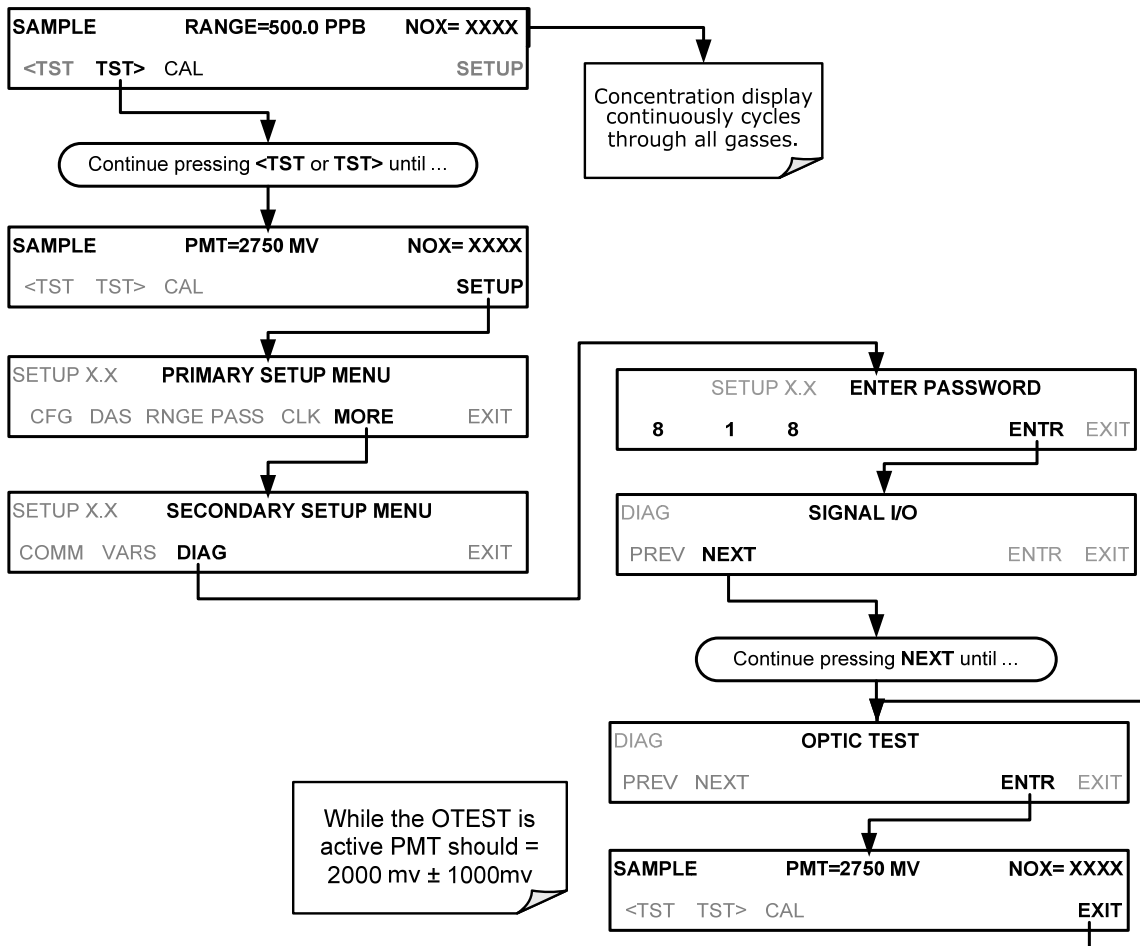 SAMPLE RANGE=500.0 PPB NOX= XXXX
<TST TST> CAL SETUP
Concentration display
continuously cycles
through all gasses.
Continue pressing <TST or TST> until ...
SAMPLE PMT=2750 MV NOX= XXXX
<TST TST> CAL SETUP
SETUP X.X PRIMARY SETUP MENU
CFG DAS RNGE PASS CLK MORE EXIT
SETUP X.X SECONDARY SETUP MENU
COMM VARS DIAG EXIT
SETUP X.X ENTER PASSWORD
8 1 8 ENTR EXIT
DIAG SIGNAL I/O
PREV NEXT ENTR EXIT
Continue pressing NEXT until ...
DIAG OPTIC TEST
PREV NEXT ENTR EXIT
While the OTEST is
active PMT should =
2000 mv ± 1000mv
SAMPLE PMT=2750 MV NOX= XXXX
<TST TST> CAL EXIT